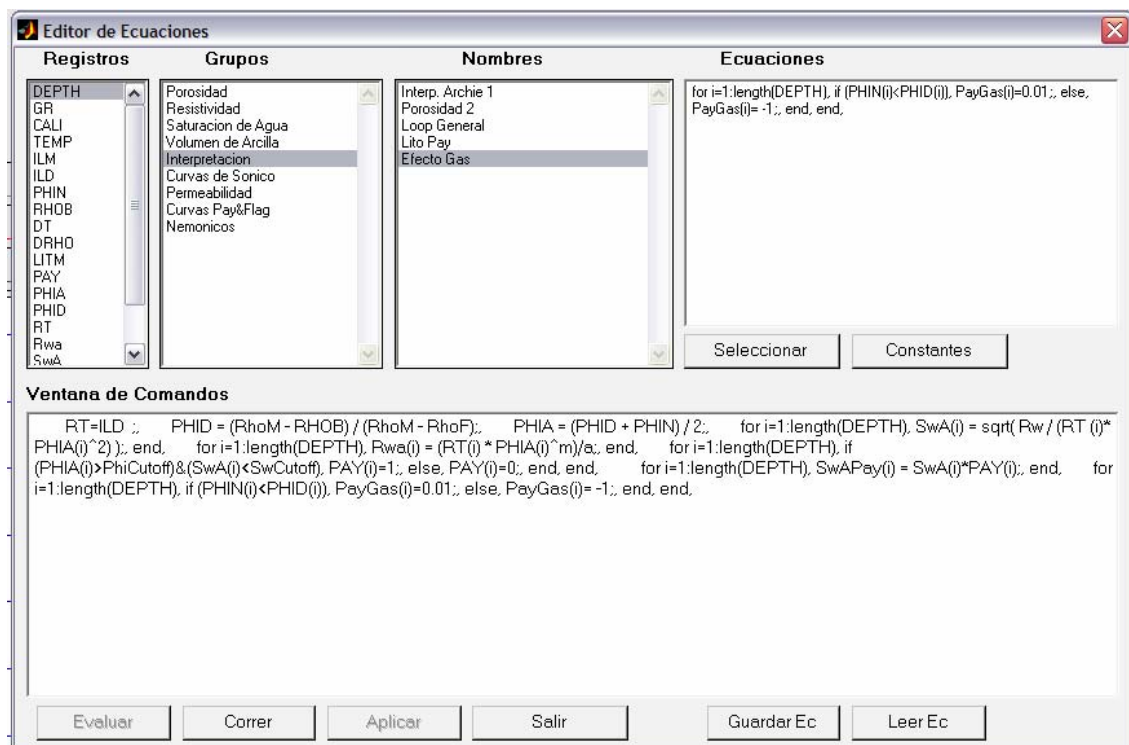 Editor de Ecuaciones
Registros
Grupos
Nombres
Ecuaciones
DEPTH
GR
CALI
TEMP
ILM
ILD
PHIN
RHOB
DT
DRHO
LITM
PAY
PHIA
PHID
RT
Rwa
SwA
Porosidad
Resistividad
Saturacion de Agua
Volumen de Arcilla
Interpretacion
Curvas de Sonico
Permeabilidad
Curvas Pay&Flag
Nemonicos
Interp. Archie 1
Porosidad 2
Loop General
Lito Pay
Efecto Gas
for i=1:length(DEPTH), if (PHIN(i)<PHID(i)), PayGas(i)=0.01;, else,
PayGas(i)= -1;, end, end,
Seleccionar
Constantes
Ventana de Comandos
RT=ILD ;, PHID = (RhoM - RHOB) / (RhoM - RhoF);, PHIA = (PHID + PHIN) / 2;, for i=1:length(DEPTH), SwA(i) = sqrt( Rw / (RT (i)*
PHIA(i)^2) );, end, for i=1:length(DEPTH), Rwa(i) = (RT(i) * PHIA(i)^m)/a;, end, for i=1:length(DEPTH), if
(PHIA(i)>PhiCutoff)&(SwA(i)<SwCutoff), PAY(i)=1;, else, PAY(i)=0;, end, end, for i=1:length(DEPTH), SwAPay(i) = SwA(i)*PAY(i);, end, for
i=1:length(DEPTH), if (PHIN(i)<PHID(i)), PayGas(i)=0.01;, else, PayGas(i)= -1;, end, end,
Evaluar
Correr
Aplicar
Salir
Guardar Ec
Leer Ec